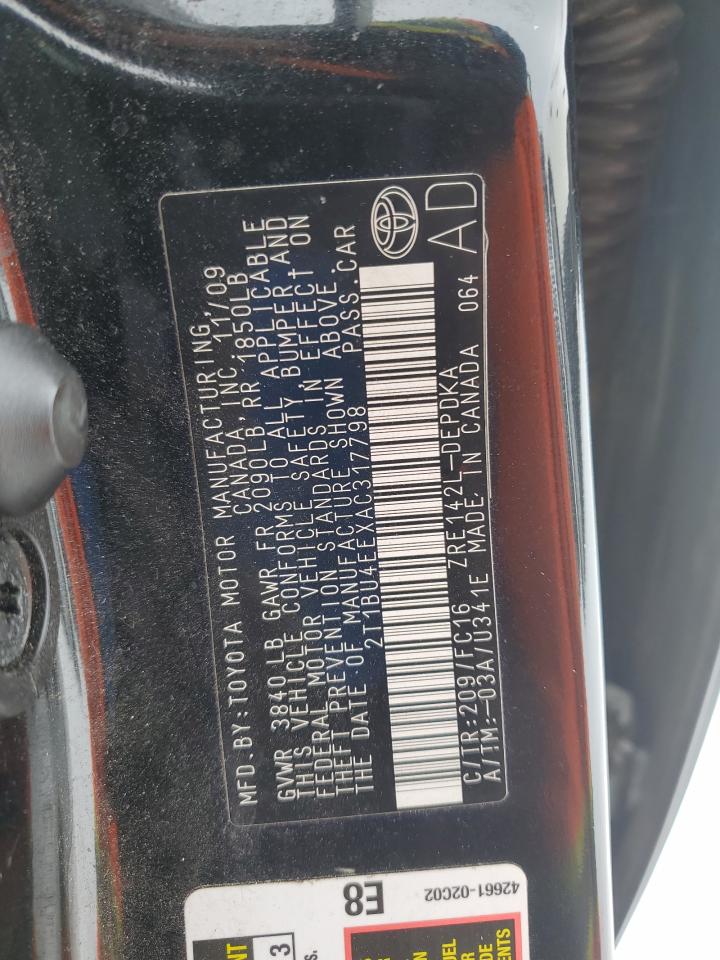 MFD. BY: TOYOTA MOTOR MANUFACTURING,
CANADA, INC. 11/09
GVWR 3840 LB GAWR FR 2090LB RR 1850LB
THIS VEHICLE CONFORMS TO ALL APPLICABLE
FEDERAL MOTOR VEHICLE SAFETY, BUMPER AND
THEFT PREVENTION STANDARDS IN EFFECT ON
THE DATE OF MANUFACTURE SHOWN ABOVE.
2T1BU4EEXAC317798 PASS. CAR
C/TR:209/FC16 ZRE142L-DEPDKA
A/TM:-03A/U341E MADE IN CANADA 064
AD
E8
42661-02C02
3